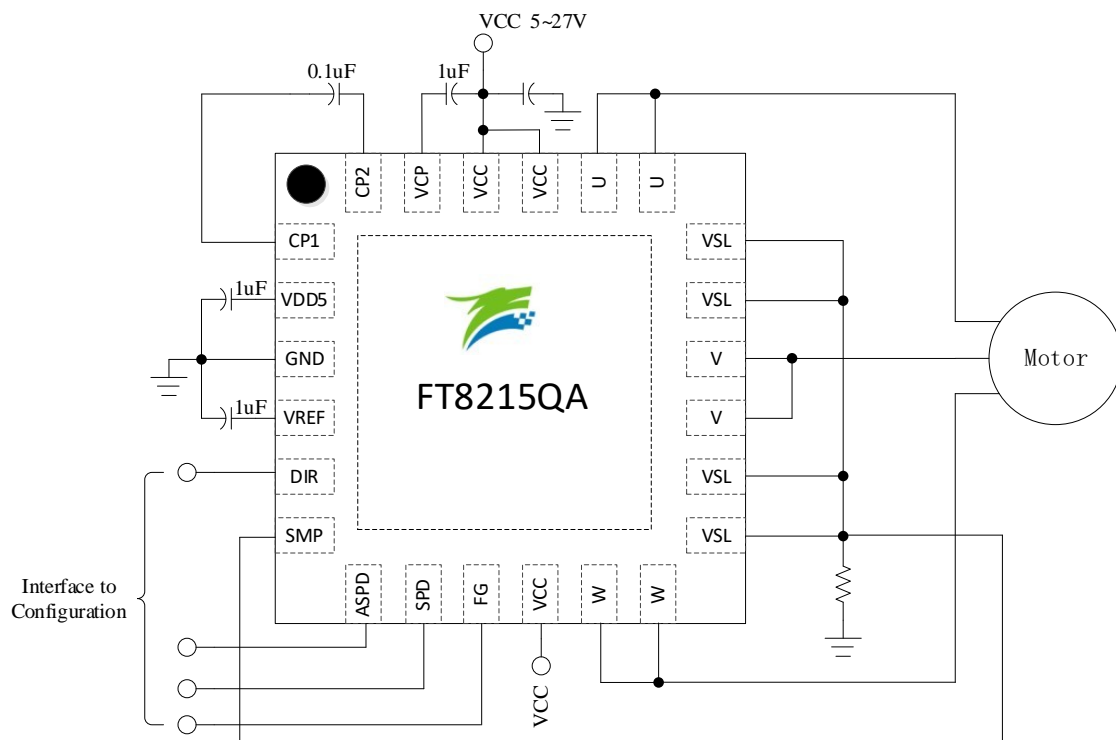 VCC 5~27V
0.1uF
1uF
CP2
VCP
VCC
VCC
U
U
CP1
VSL
1uF
VDD5
VSL
GND
V
Motor
FT8215QA
1uF
VREF
V
DIR
VSL
SMP
VSL
Interface to
Configuration
ASPD
SPD
FG
VCC
W
W
VCC